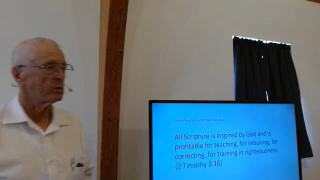 All Scripture is inspired by God and is
profitable for teaching, for rebuking, for
correcting, for training in righteousness.
(2 Timothy 3:16)